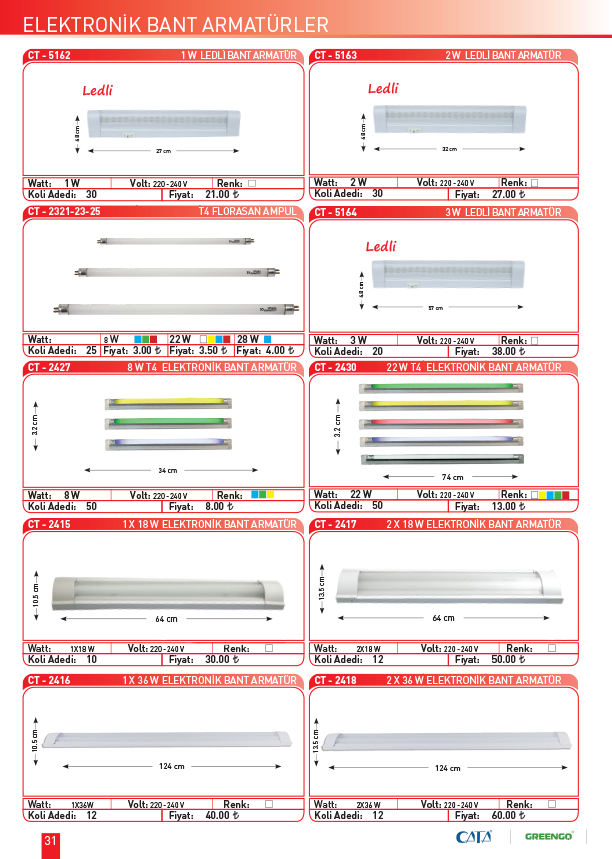 ELEKTRONİK BANT ARMATÜRLER
CT - 5162 1 W LEDLİ BANT ARMATÜR
Ledli
4.8 cm
27 cm
Watt: 1 W Volt: 220 - 240 V Renk:
Koli Adedi: 30 Fiyat: 21.00 ₺
CT - 5163 2 W LEDLİ BANT ARMATÜR
Ledli
4.8 cm
32 cm
Watt: 2 W Volt: 220 - 240 V Renk:
Koli Adedi: 30 Fiyat: 27.00 ₺
CT - 2321-23-25 T4 FLORASAN AMPUL
Watt: 8 W 22 W 28 W
Koli Adedi: 25 Fiyat: 3.00 ₺ Fiyat: 3.50 ₺ Fiyat: 4.00 ₺
CT - 5164 3 W LEDLİ BANT ARMATÜR
Ledli
4.8 cm
57 cm
Watt: 3 W Volt: 220 - 240 V Renk:
Koli Adedi: 20 Fiyat: 38.00 ₺
CT - 2427 8 W T4 ELEKTRONİK BANT ARMATÜR
3.2 cm
34 cm
Watt: 8 W Volt: 220 - 240 V Renk:
Koli Adedi: 50 Fiyat: 8.00 ₺
CT - 2430 22 W T4 ELEKTRONİK BANT ARMATÜR
3.2 cm
74 cm
Watt: 22 W Volt: 220 - 240 V Renk:
Koli Adedi: 50 Fiyat: 13.00 ₺
CT - 2415 1 X 18 W ELEKTRONİK BANT ARMATÜR
10.5 cm
64 cm
Watt: 1X18 W Volt: 220 - 240 V Renk:
Koli Adedi: 10 Fiyat: 30.00 ₺
CT - 2417 2 X 18 W ELEKTRONİK BANT ARMATÜR
13.5 cm
64 cm
Watt: 2X18 W Volt: 220 - 240 V Renk:
Koli Adedi: 12 Fiyat: 50.00 ₺
CT - 2416 1 X 36 W ELEKTRONİK BANT ARMATÜR
10.5 cm
124 cm
Watt: 1X36W Volt: 220 - 240 V Renk:
Koli Adedi: 12 Fiyat: 40.00 ₺
CT - 2418 2 X 36 W ELEKTRONİK BANT ARMATÜR
13.5 cm
124 cm
Watt: 2X36 W Volt: 220 - 240 V Renk:
Koli Adedi: 12 Fiyat: 60.00 ₺
31
CATA GREENGO